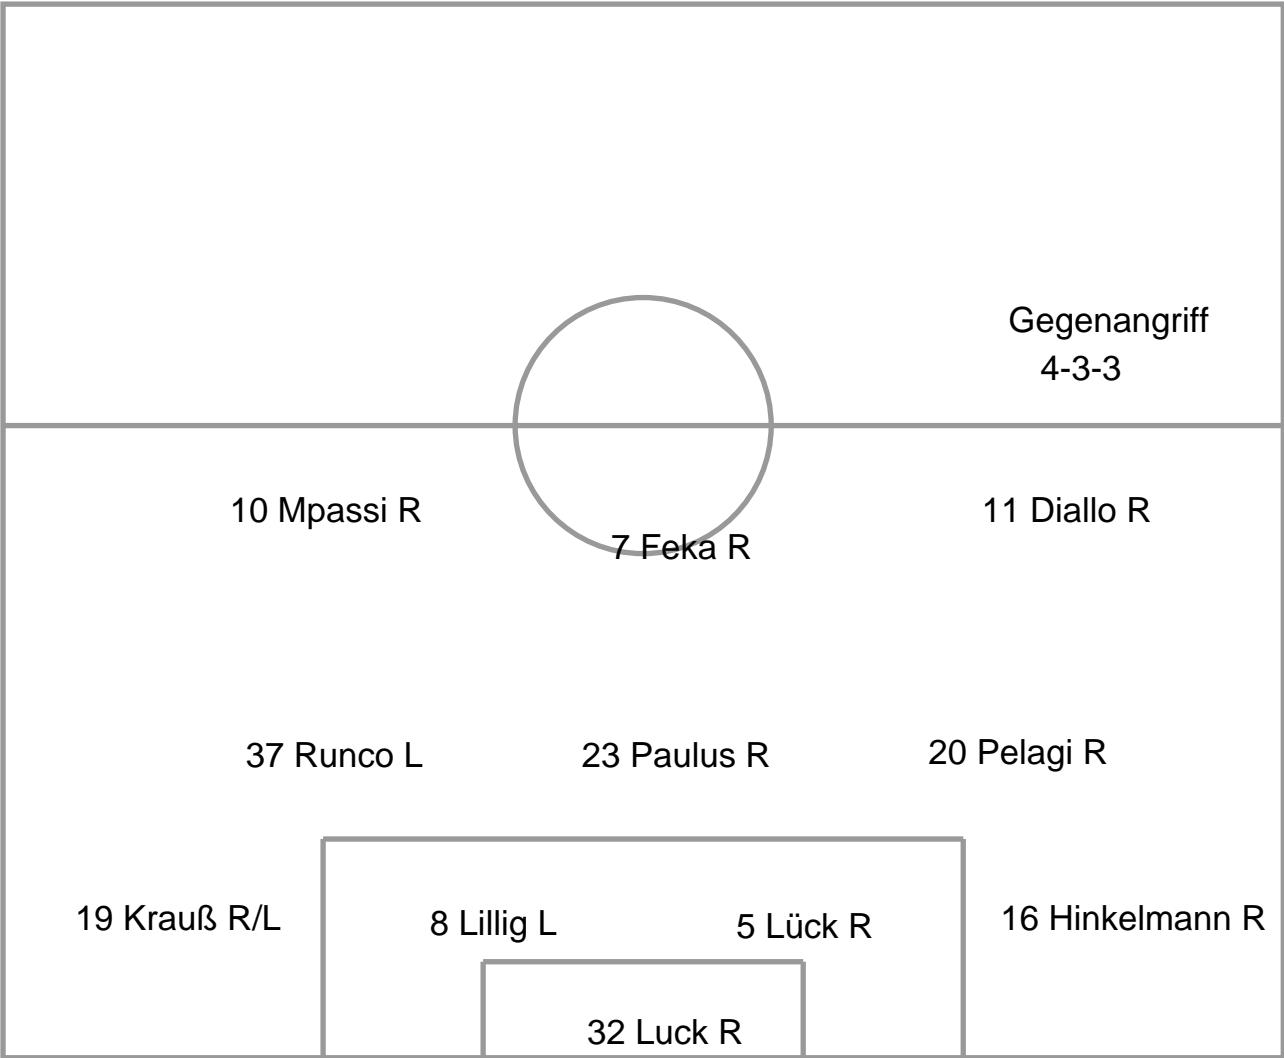 Gegenangriff
4-3-3
10 Mpassi R
11 Diallo R
7 Feka R
37 Runco L
23 Paulus R
20 Pelagi R
19 Krauß R/L
8 Lillig L
5 Lück R
16 Hinkelmann R
32 Luck R